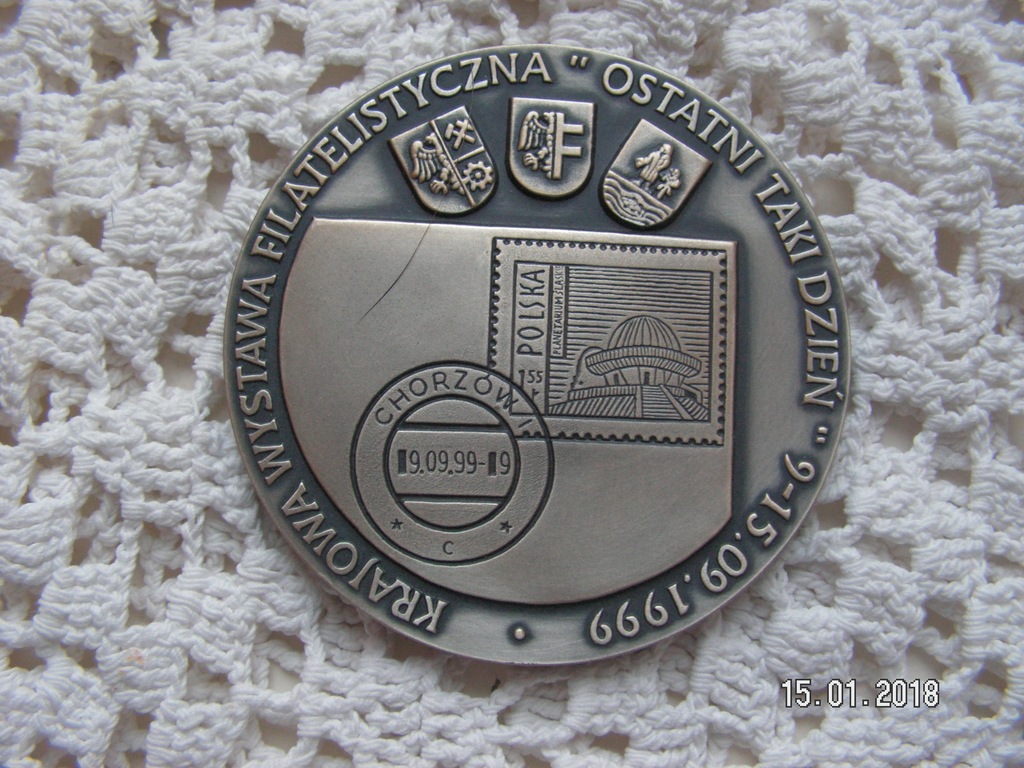 KRAJOWA WYSTAWA FILATELISTYCZNA " OSTATNI TAKI DZIEŃ " 9-15.09.1999
POLSKA
PLANETARIUM ŚLĄSKIE
1.55
CHORZÓW 1
9.09.99-9
* C *
15.01.2018